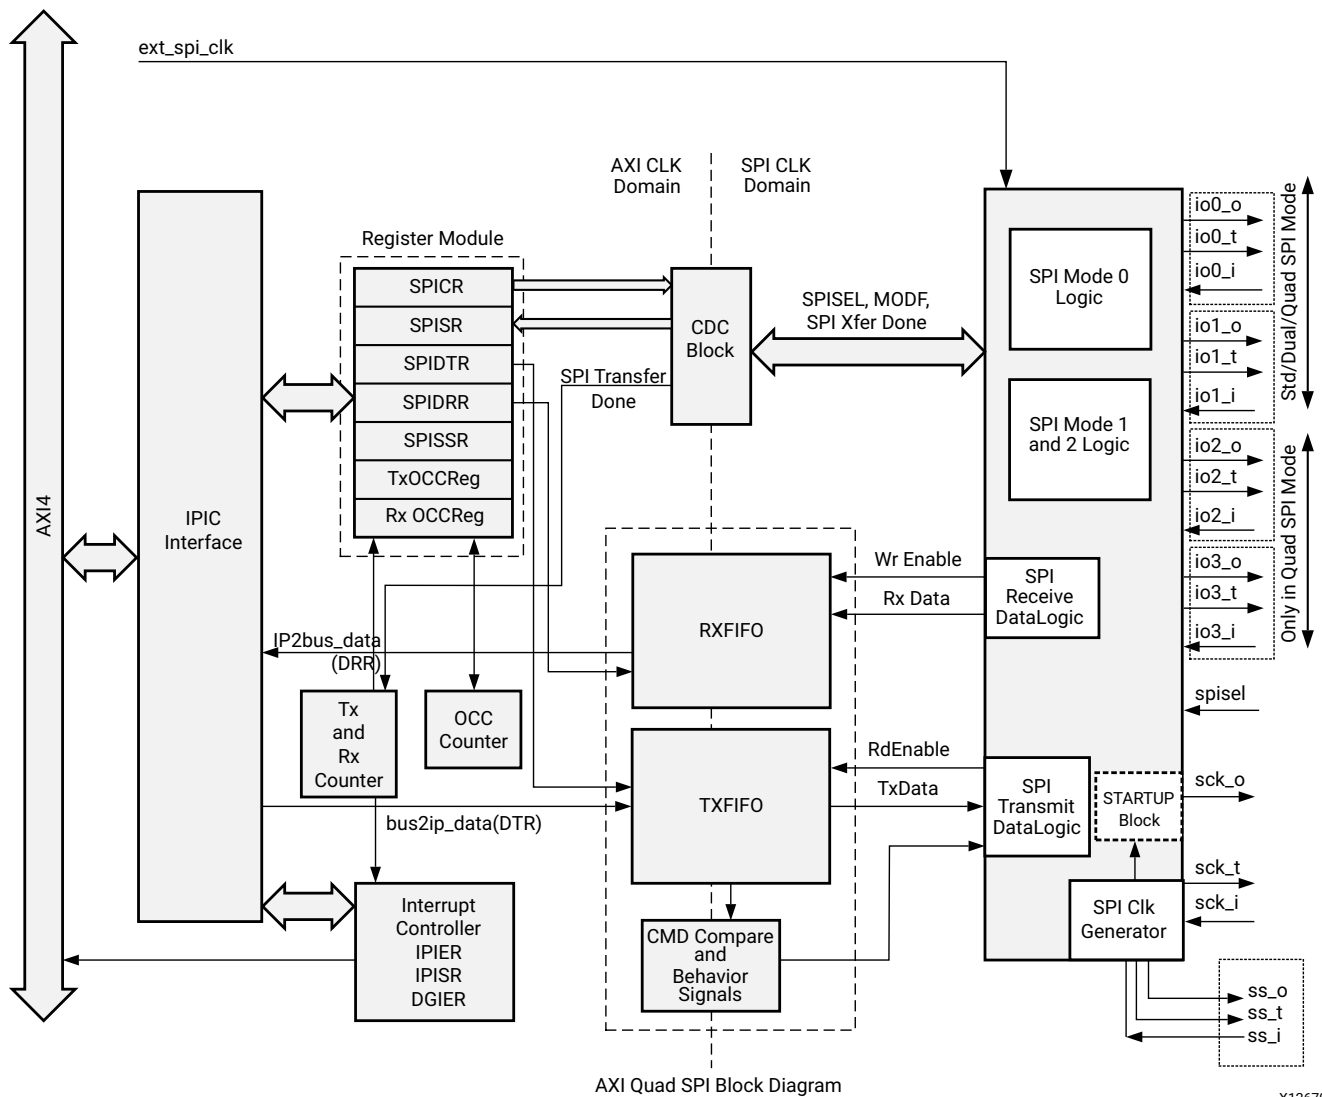 ext_spi_clk
AXI CLK
Domain
SPI CLK
Domain
Register Module
SPICR
SPISR
SPIDTR
SPIDRR
SPISSR
TxOCCReg
Rx OCCReg
CDC
Block
SPISEL, MODF,
SPI Xfer Done
SPI Transfer
Done
AXI4
IPIC
Interface
SPI Mode 0
Logic
SPI Mode 1
and 2 Logic
io0_o
io0_t
io0_i
io1_o
io1_t
io1_i
Std/Dual/Quad SPI Mode
io2_o
io2_t
io2_i
io3_o
io3_t
io3_i
Only in Quad SPI Mode
RXFIFO
Wr Enable
Rx Data
SPI
Receive
DataLogic
IP2bus_data
(DRR)
Tx
and
Rx
Counter
OCC
Counter
spisel
TXFIFO
RdEnable
TxData
SPI
Transmit
DataLogic
STARTUP
Block
sck_o
bus2ip_data(DTR)
sck_t
sck_i
SPI Clk
Generator
Interrupt
Controller
IPIER
IPISR
DGIER
CMD Compare
and
Behavior
Signals
ss_o
ss_t
ss_i
AXI Quad SPI Block Diagram